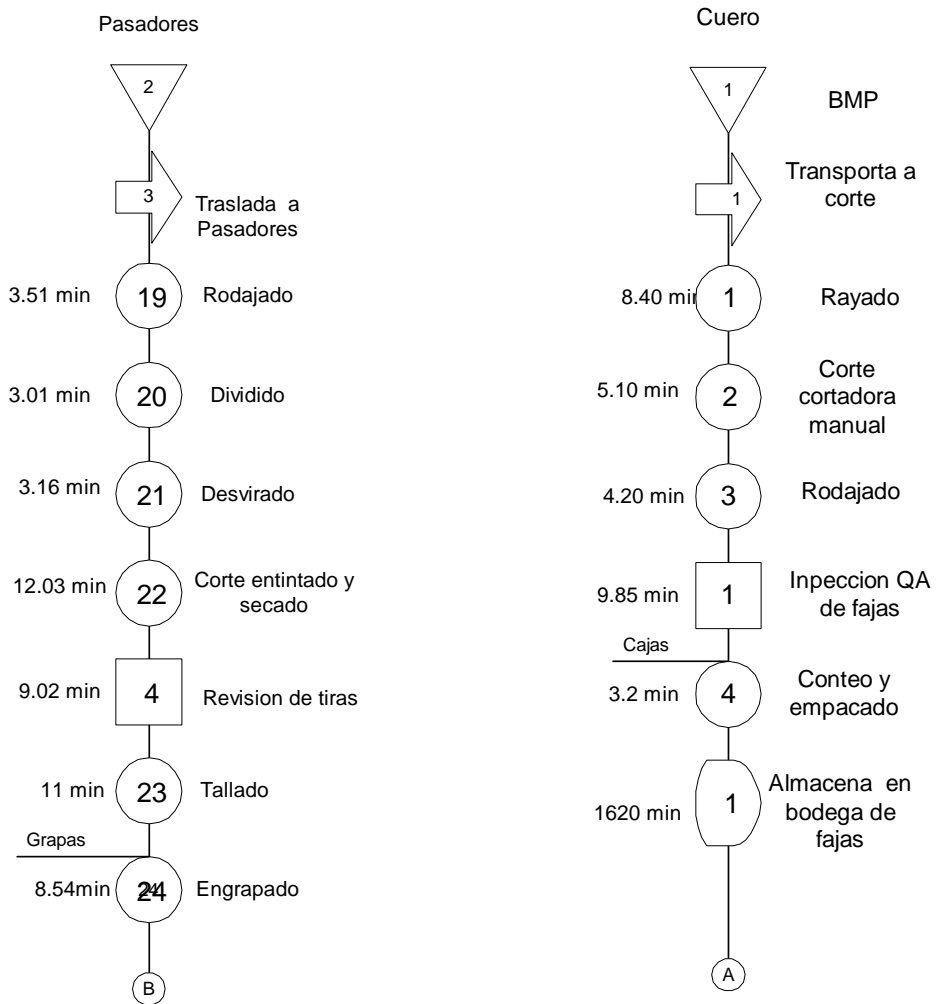 Pasadores
2
3
Traslada a
Pasadores
3.51 min
19
Rodajado
3.01 min
20
Dividido
3.16 min
21
Desvirado
12.03 min
22
Corte entintado y
secado
9.02 min
4
Revision de tiras
11 min
23
Tallado
Grapas
8.54min
24
Engrapado
B
Cuero
1
BMP
1
Transporta a
corte
8.40 min
1
Rayado
5.10 min
2
Corte
cortadora
manual
4.20 min
3
Rodajado
9.85 min
1
Inpeccion QA
de fajas
Cajas
3.2 min
4
Conteo y
empacado
1620 min
1
Almacena en
bodega de
fajas
A